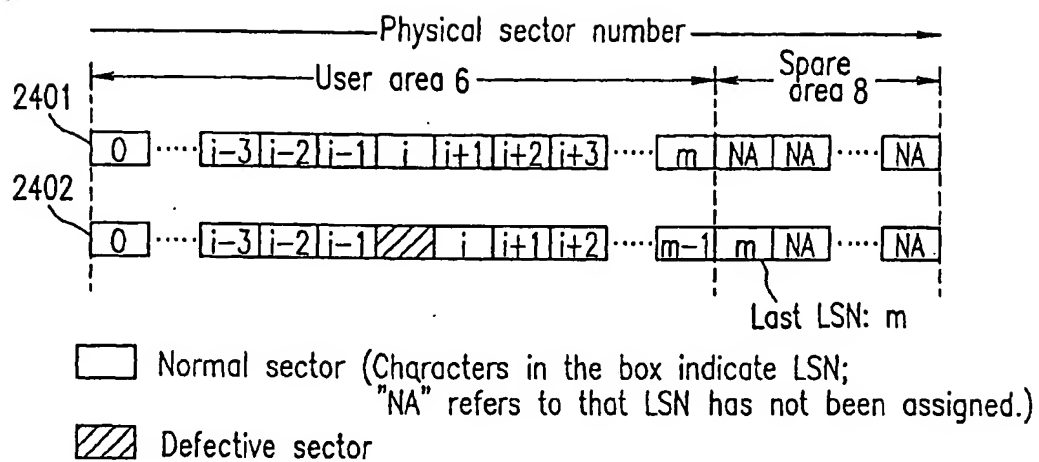 Physical sector number
User area 6
Spare area 8
2401
0 ..... i-3 i-2 i-1 i i+1 i+2 i+3 ..... m NA NA ..... NA
2402
0 ..... i-3 i-2 i-1 i i+1 i+2 ..... m-1 m NA ..... NA
Last LSN: m
Normal sector (Characters in the box indicate LSN;
"NA" refers to that LSN has not been assigned.)
Defective sector